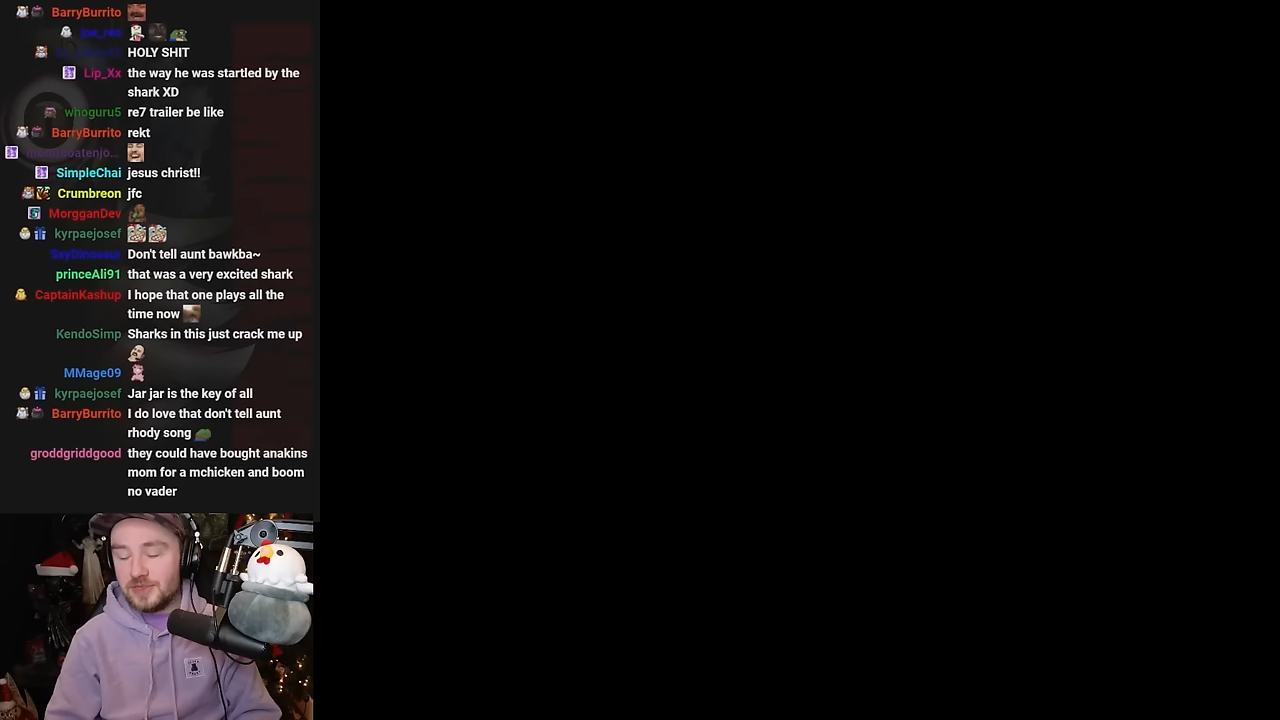 BarryBurrito
joe_reo
HOLY SHIT
Lip_Xx the way he was startled by the
shark XD
whoguru5 re7 trailer be like
BarryBurrito rekt
SimpleChai jesus christ!!
Crumbreon jfc
MorgganDev
kyrpaejosef
SxyDinosaur Don't tell aunt bawkba~
princeAli91 that was a very excited shark
CaptainKashup I hope that one plays all the
time now
KendoSimp Sharks in this just crack me up
MMage09
kyrpaejosef Jar jar is the key of all
BarryBurrito I do love that don't tell aunt
rhody song
groddgriddgood they could have bought anakins
mom for a mchicken and boom
no vader